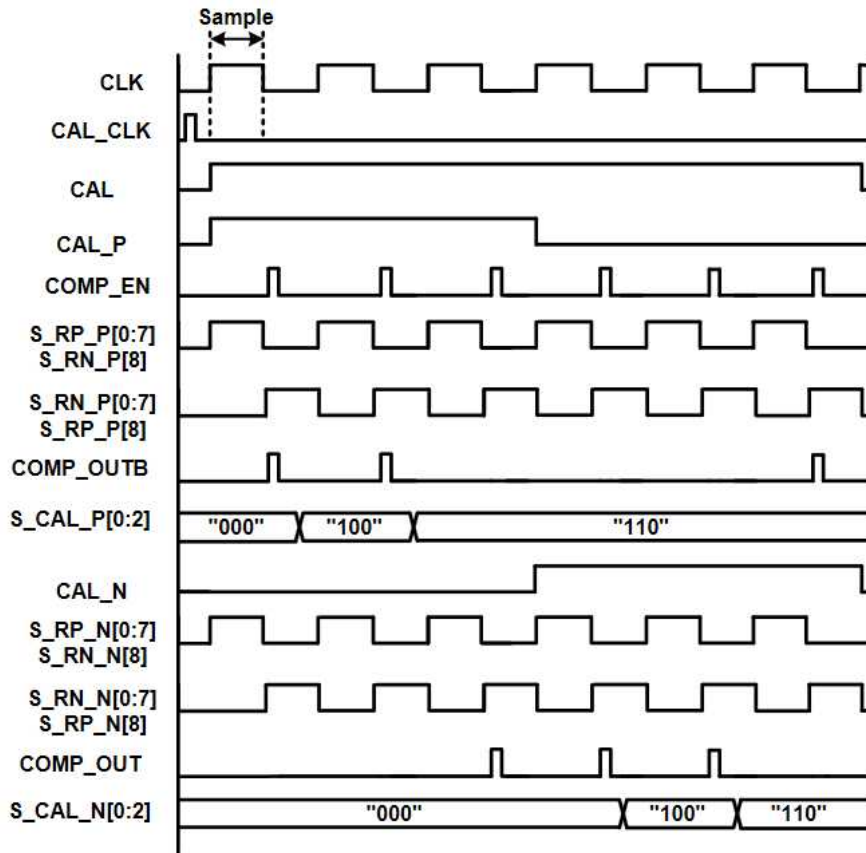 Sample
CLK
CAL_CLK
CAL
CAL_P
COMP_EN
S_RP_P[0:7]
S_RN_P[8]
S_RN_P[0:7]
S_RP_P[8]
COMP_OUTB
S_CAL_P[0:2]
"000" "100" "110"
CAL_N
S_RP_N[0:7]
S_RN_N[8]
S_RN_N[0:7]
S_RP_N[8]
COMP_OUT
S_CAL_N[0:2]
"000" "100" "110"